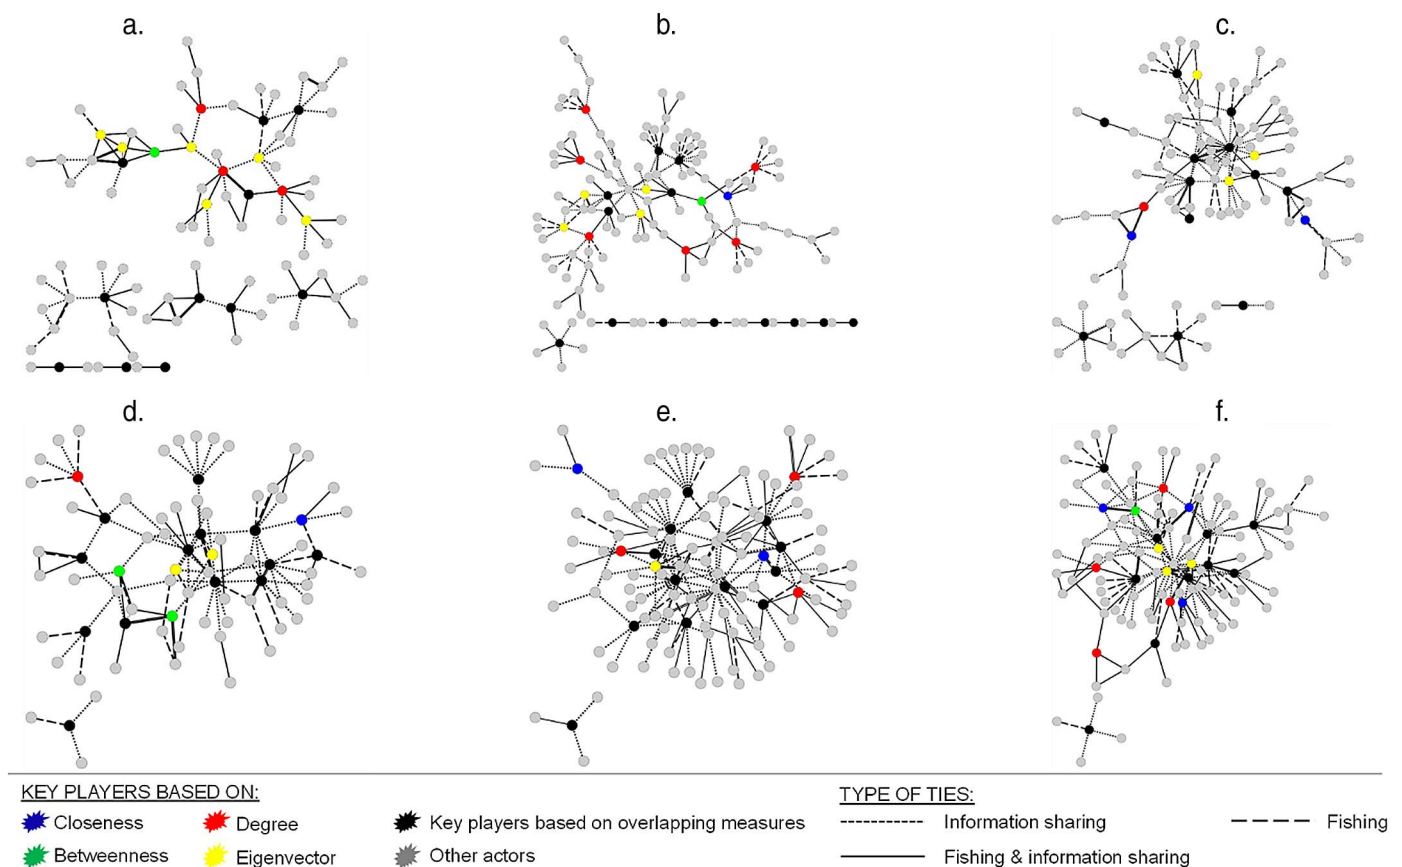 a.
b.
c.
d.
e.
f.
KEY PLAYERS BASED ON:
TYPE OF TIES:
Closeness
Degree
Key players based on overlapping measures
Information sharing
Fishing
Betweenness
Eigenvector
Other actors
Fishing & information sharing